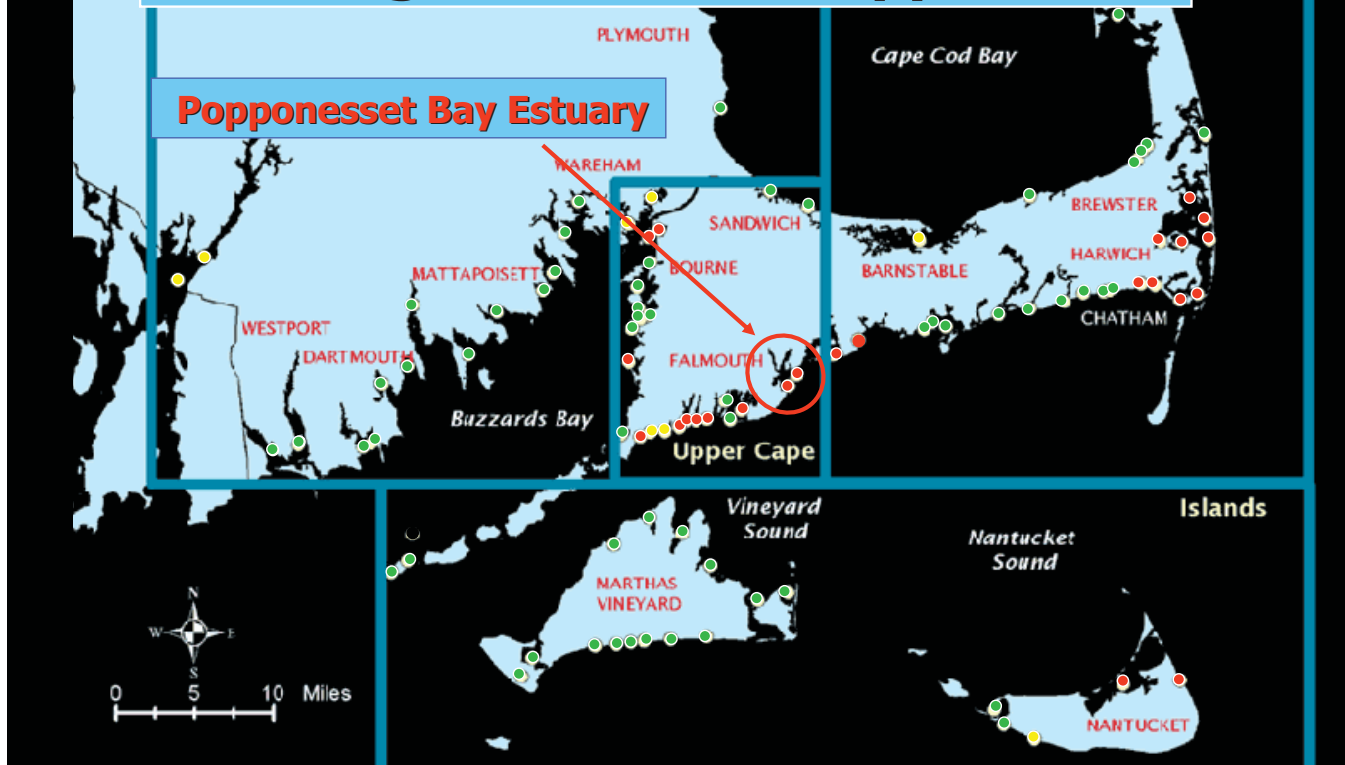 PLYMOUTH
Cape Cod Bay
Popponesset Bay Estuary
WAREHAM
BREWSTER
SANDWICH
HARWICH
BOURNE
BARNSTABLE
MATTAPOISETT
CHATHAM
WESTPORT
DARTMOUTH
FALMOUTH
Buzzards Bay
Upper Cape
Vineyard
Sound
Islands
Nantucket
Sound
MARTHAS
VINEYARD
N
W
E
S
0 5 10 Miles
NANTUCKET